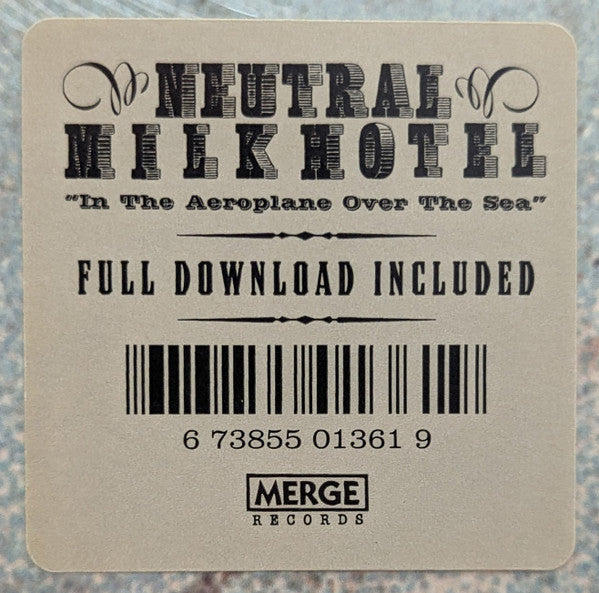 NEUTRAL
MILK HOTEL
"In The Aeroplane Over The Sea"
FULL DOWNLOAD INCLUDED
6 73855 01361 9
MERGE
RECORDS